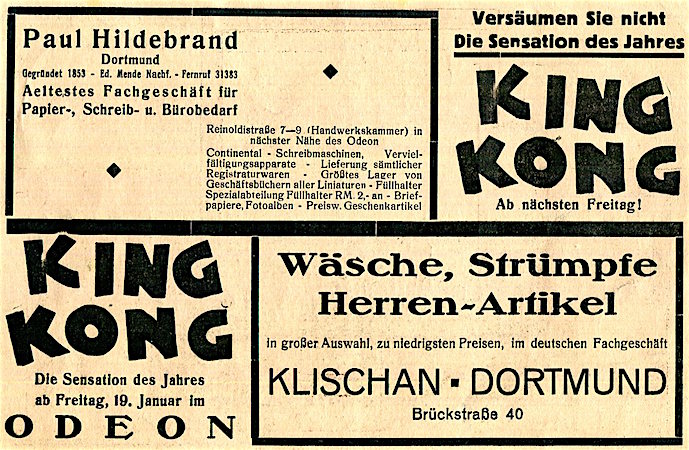 Paul Hildebrand
Dortmund
Gegründet 1853 - Ed. Mende Nachf. - Fernruf 31383
Aeltestes Fachgeschäft für
Papier-, Schreib- u. Bürobedarf
Reinoldistraße 7—9 (Handwerkskammer) in
nächster Nähe des Odeon
Continental - Schreibmaschinen, Verviel-
fältigungsapparate - Lieferung sämtlicher
Registraturwaren - Größtes Lager von
Geschäftsbüchern aller Liniaturen - Füllhalter
Spezialabteilung Füllhalter RM. 2,- an - Brief-
papiere, Fotoalben - Preisw. Geschenkartikel
Versäumen Sie nicht
Die Sensation des Jahres
KING
KONG
Ab nächsten Freitag!
KING
KONG
Die Sensation des Jahres
ab Freitag, 19. Januar im
ODEON
Wäsche, Strümpfe
Herren-Artikel
in großer Auswahl, zu niedrigsten Preisen, im deutschen Fachgeschäft
KLISCHAN ▪ DORTMUND
Brückstraße 40